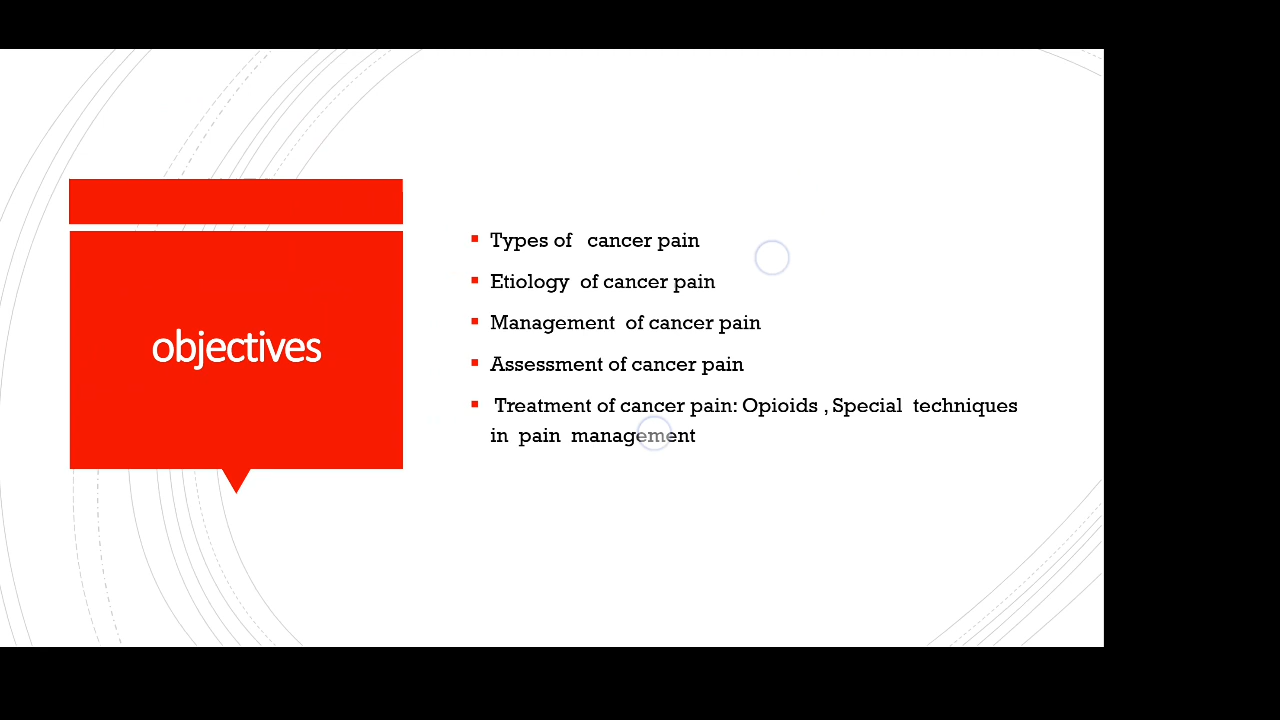 objectives
Types of cancer pain
Etiology of cancer pain
Management of cancer pain
Assessment of cancer pain
Treatment of cancer pain: Opioids , Special techniques
in pain management